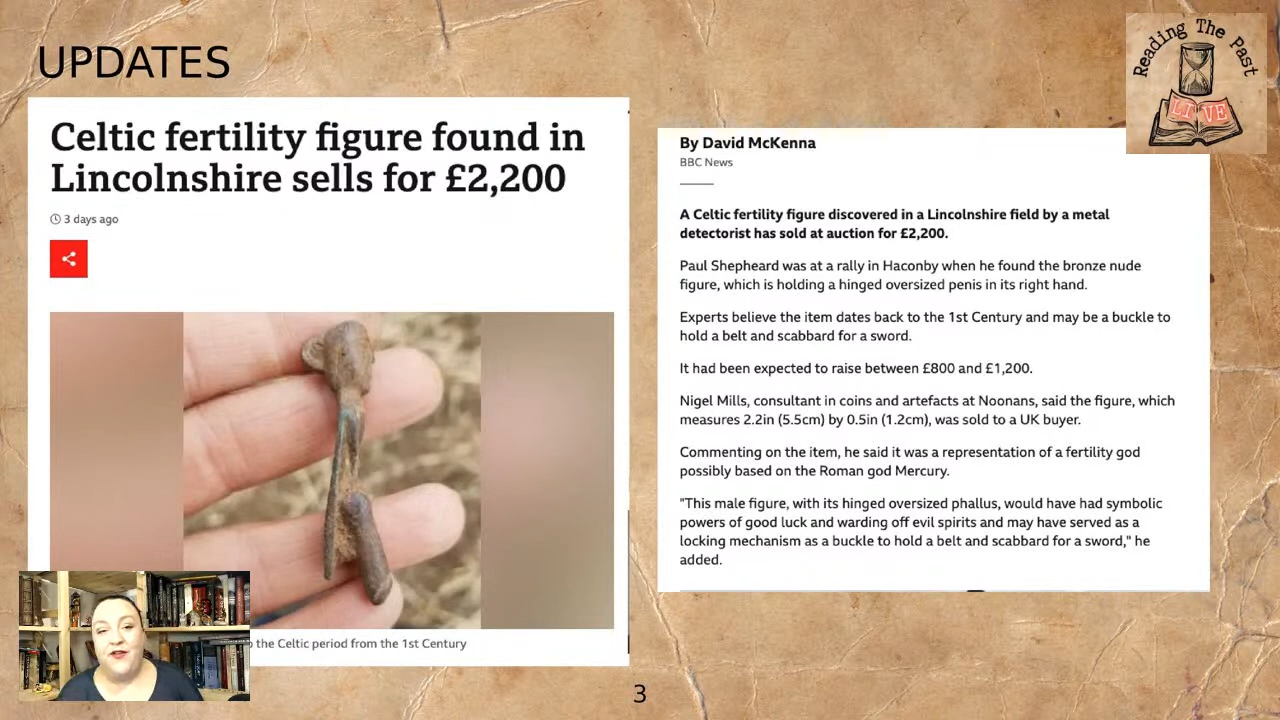 UPDATES
Reading The Past
LIVE
Celtic fertility figure found in
Lincolnshire sells for £2,200
3 days ago
the Celtic period from the 1st Century
By David McKenna
BBC News
A Celtic fertility figure discovered in a Lincolnshire field by a metal
detectorist has sold at auction for £2,200.
Paul Shepheard was at a rally in Haconby when he found the bronze nude
figure, which is holding a hinged oversized penis in its right hand.
Experts believe the item dates back to the 1st Century and may be a buckle to
hold a belt and scabbard for a sword.
It had been expected to raise between £800 and £1,200.
Nigel Mills, consultant in coins and artefacts at Noonans, said the figure, which
measures 2.2in (5.5cm) by 0.5in (1.2cm), was sold to a UK buyer.
Commenting on the item, he said it was a representation of a fertility god
possibly based on the Roman god Mercury.
"This male figure, with its hinged oversized phallus, would have had symbolic
powers of good luck and warding off evil spirits and may have served as a
locking mechanism as a buckle to hold a belt and scabbard for a sword," he
added.
3